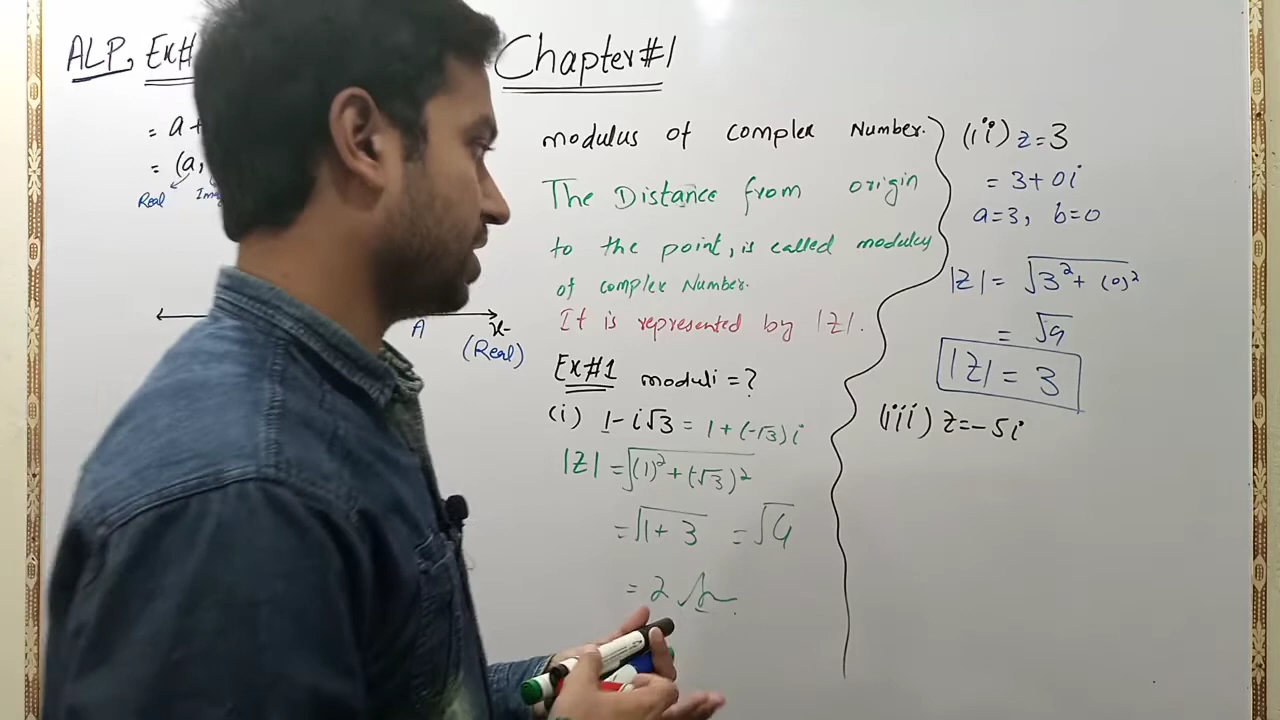 ALP, Ex#
Chapter#1
= a+
= (a,
Real
A
x-
(Real)
modulus of complex Number.
The Distance from origin
to the point, is called modulus
of complex Number.
It is represented by |Z|.
Ex#1 moduli = ?
(i) 1-i√3 = 1+(-√3)i
|Z| = √(1)²+(-√3)²
= √1+3 = √4
= 2
(ii) z=3
= 3+0i
a=3, b=0
|Z| = √3²+(0)²
= √9
|Z| = 3
(iii) z=-5i